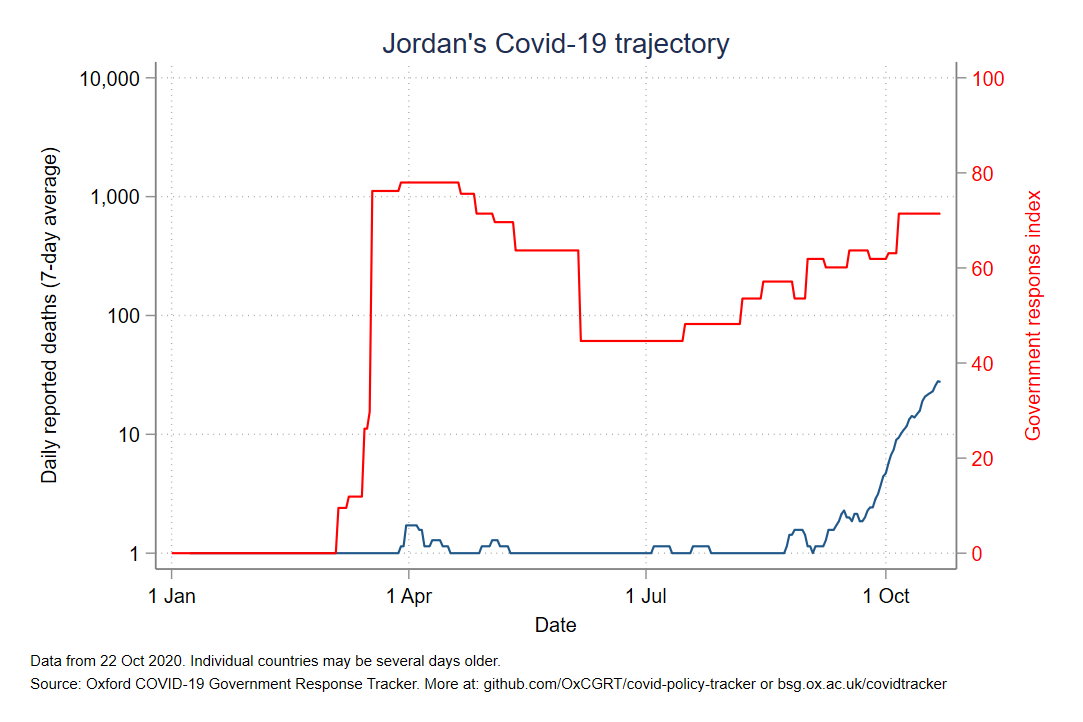 Jordan's Covid-19 trajectory
10,000
1,000
100
10
1
Daily reported deaths (7-day average)
100
80
60
40
20
0
Government response index
1 Jan
1 Apr
1 Jul
1 Oct
Date
Data from 22 Oct 2020. Individual countries may be several days older.
Source: Oxford COVID-19 Government Response Tracker. More at: github.com/OxCGRT/covid-policy-tracker or bsg.ox.ac.uk/covidtracker